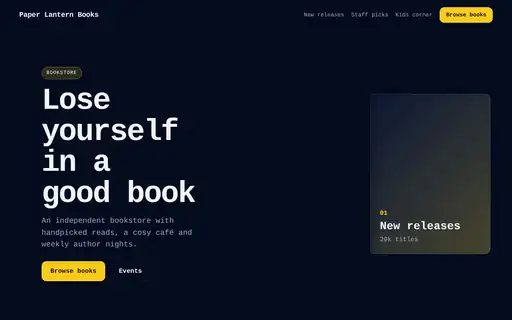 Paper Lantern Books
New releases Staff picks Kids corner Browse books
BOOKSTORE
Lose
yourself
in a
good book
An independent bookstore with
handpicked reads, a cosy café and
weekly author nights.
Browse books Events
01
New releases
20k titles